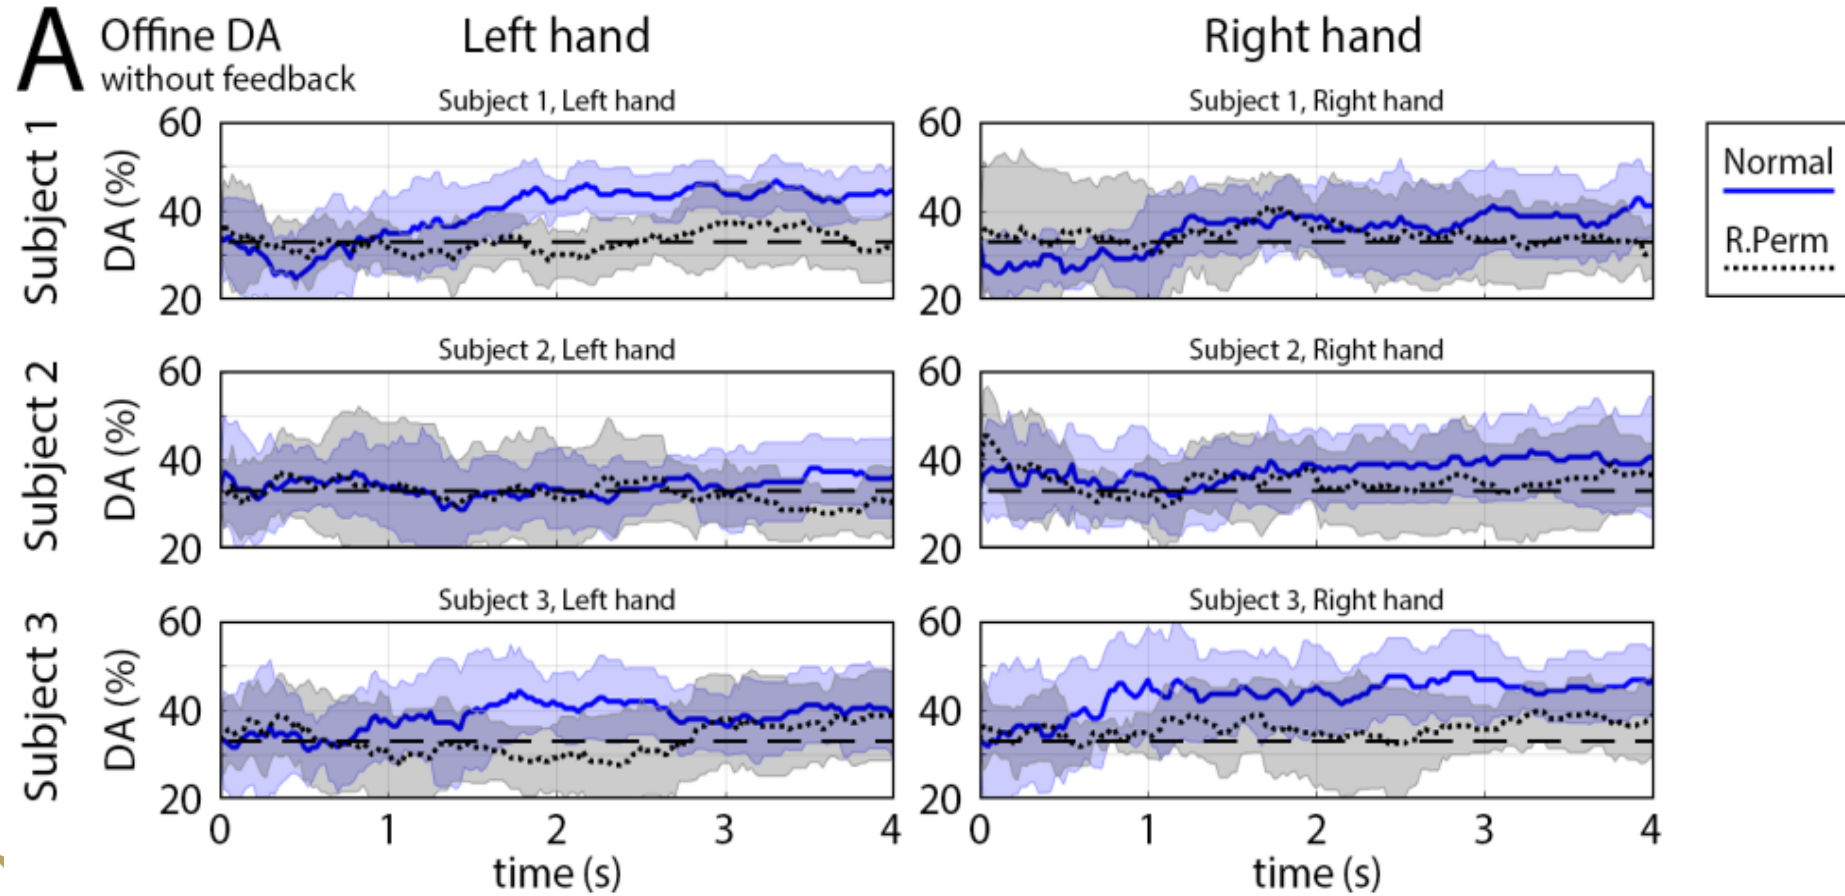 A
Offine DA
without feedback
Left hand
Right hand
Subject 1
Subject 1, Left hand
DA (%)
60
40
20
Subject 1, Right hand
60
40
20
Normal
R.Perm
Subject 2
Subject 2, Left hand
DA (%)
60
40
20
Subject 2, Right hand
60
40
20
Subject 3
Subject 3, Left hand
DA (%)
60
40
20
0 1 2 3 4
time (s)
Subject 3, Right hand
60
40
20
0 1 2 3 4
time (s)